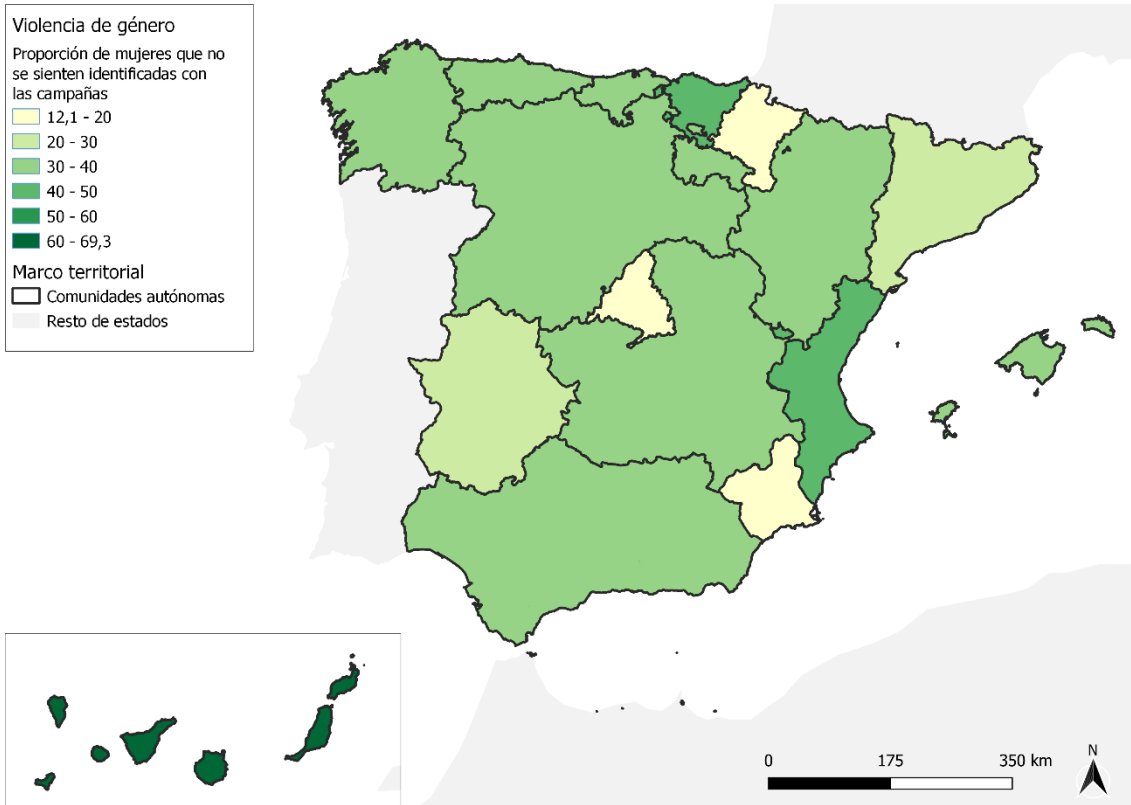 Violencia de género
Proporción de mujeres que no
se sienten identificadas con
las campañas
12,1 - 20
20 - 30
30 - 40
40 - 50
50 - 60
60 - 69,3
Marco territorial
Comunidades autónomas
Resto de estados
0 175 350 km
N